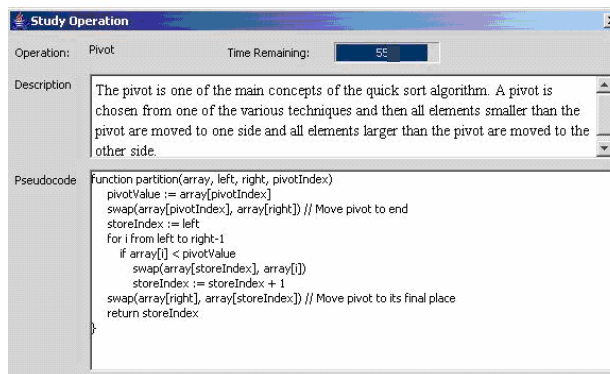 Study Operation
Operation: Pivot Time Remaining: 55
Description
The pivot is one of the main concepts of the quick sort algorithm. A pivot is
chosen from one of the various techniques and then all elements smaller than the
pivot are moved to one side and all elements larger than the pivot are moved to the
other side.
Pseudocode
function partition(array, left, right, pivotIndex)
pivotValue := array[pivotIndex]
swap(array[pivotIndex], array[right]) // Move pivot to end
storeIndex := left
for i from left to right-1
if array[i] < pivotValue
swap(array[storeIndex], array[i])
storeIndex := storeIndex + 1
swap(array[right], array[storeIndex]) // Move pivot to its final place
return storeIndex
}